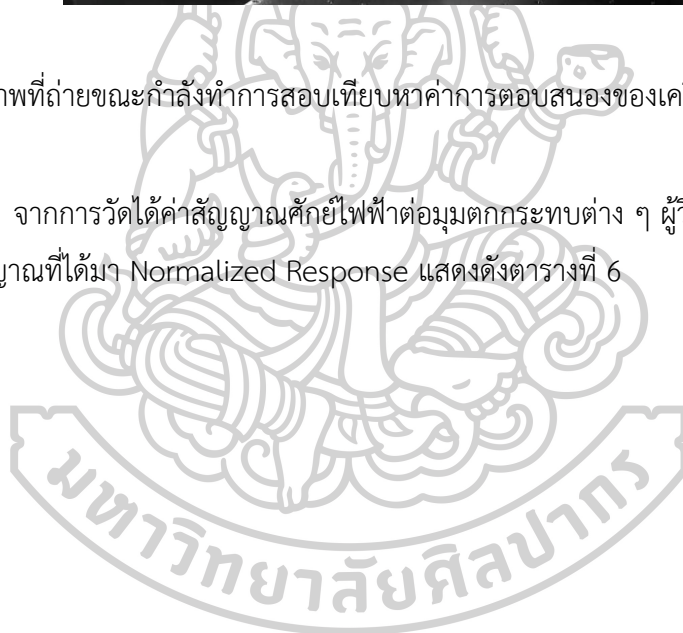 พที่ถ่ายขณะกำลังทำการสอบเทียบหาค่าการตอบสนองของเค
จากการวัดได้ค่าสัญญาณศักย์ไฟฟ้าต่อมุมตกกระทบต่าง ๆ ผู้วิ
ญาณที่ได้มา Normalized Response แสดงดังตารางที่ 6
มหาวิทยาลัยศิลปากร